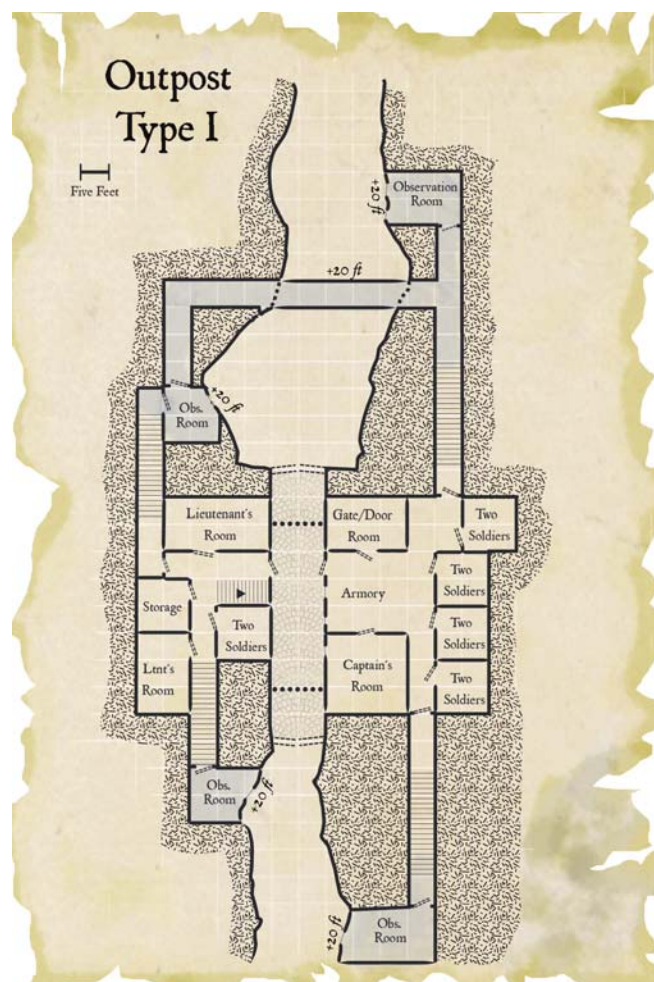 Outpost
Type I
Five Feet
Observation
Room
+20 ft
+20 ft
+20 ft
Obs.
Room
Lieutenant's
Room
Gate/Door
Room
Two
Soldiers
Armory
Two
Soldiers
Storage
Two
Soldiers
Two
Soldiers
Ltnt's
Room
Captain's
Room
Two
Soldiers
Obs.
Room
+20 ft
Obs.
Room
+20 ft